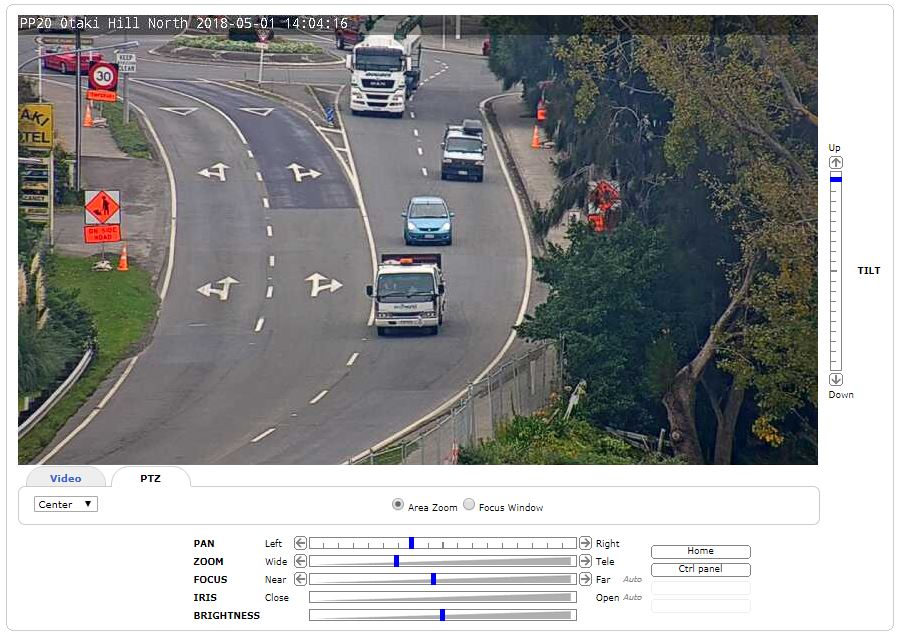 PP20 Otaki Hill North 2018-05-01 14:04:16
KEEP
CLEAR
30
TEMPORARY
AKI
TEL
ON SIDE
ROAD
Up
TILT
Down
Video
PTZ
Center
Area Zoom
Focus Window
PAN Left Right
Home
ZOOM Wide Tele
Ctrl panel
FOCUS Near Far Auto
IRIS Close Open Auto
BRIGHTNESS